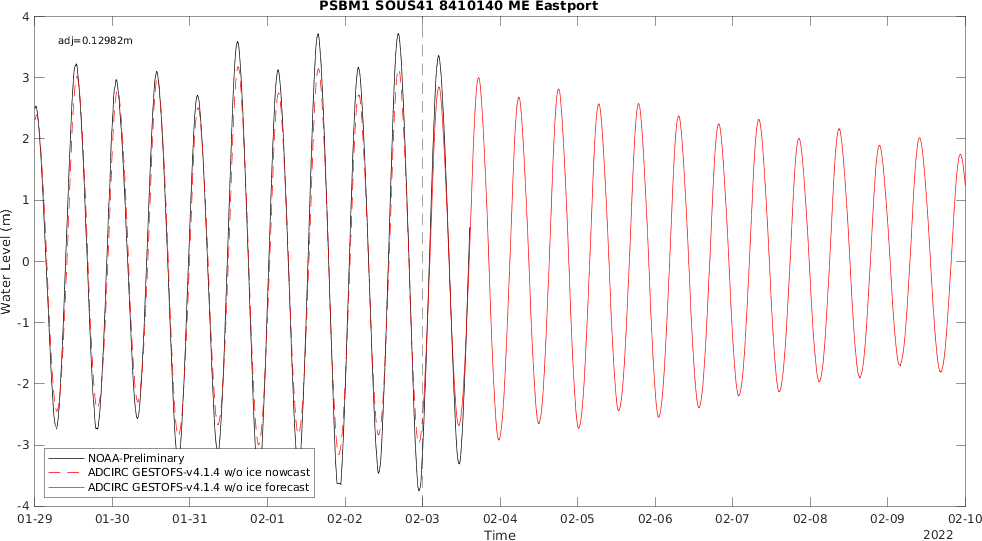 PSBM1 SOUS41 8410140 ME Eastport
adj=0.12982m
Water Level (m)
4
3
2
1
0
-1
-2
-3
-4
NOAA-Preliminary
ADCIRC GESTOFS-v4.1.4 w/o ice nowcast
ADCIRC GESTOFS-v4.1.4 w/o ice forecast
01-29 01-30 01-31 02-01 02-02 02-03 02-04 02-05 02-06 02-07 02-08 02-09 02-10
Time
2022